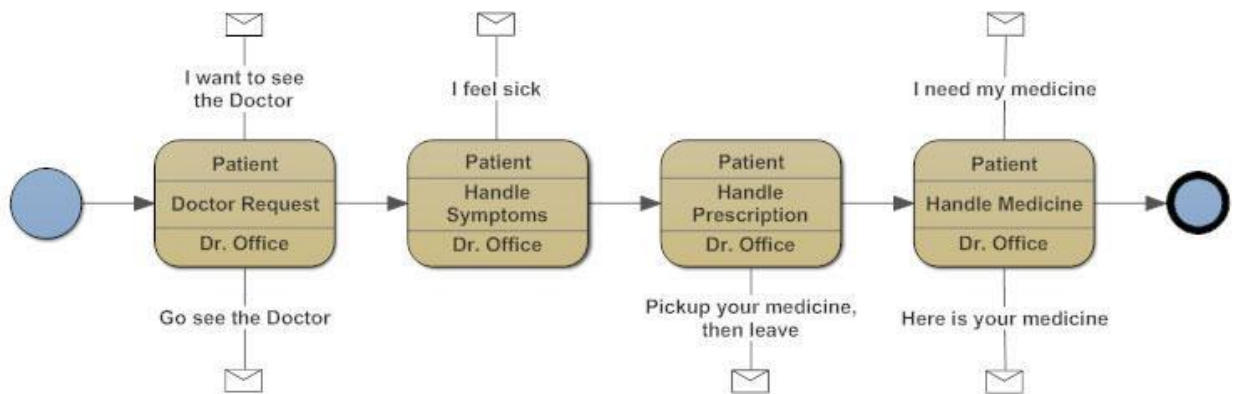 I want to see
the Doctor
I feel sick
I need my medicine
Patient
Doctor Request
Dr. Office
Patient
Handle
Symptoms
Dr. Office
Patient
Handle
Prescription
Dr. Office
Patient
Handle Medicine
Dr. Office
Go see the Doctor
Pickup your medicine,
then leave
Here is your medicine